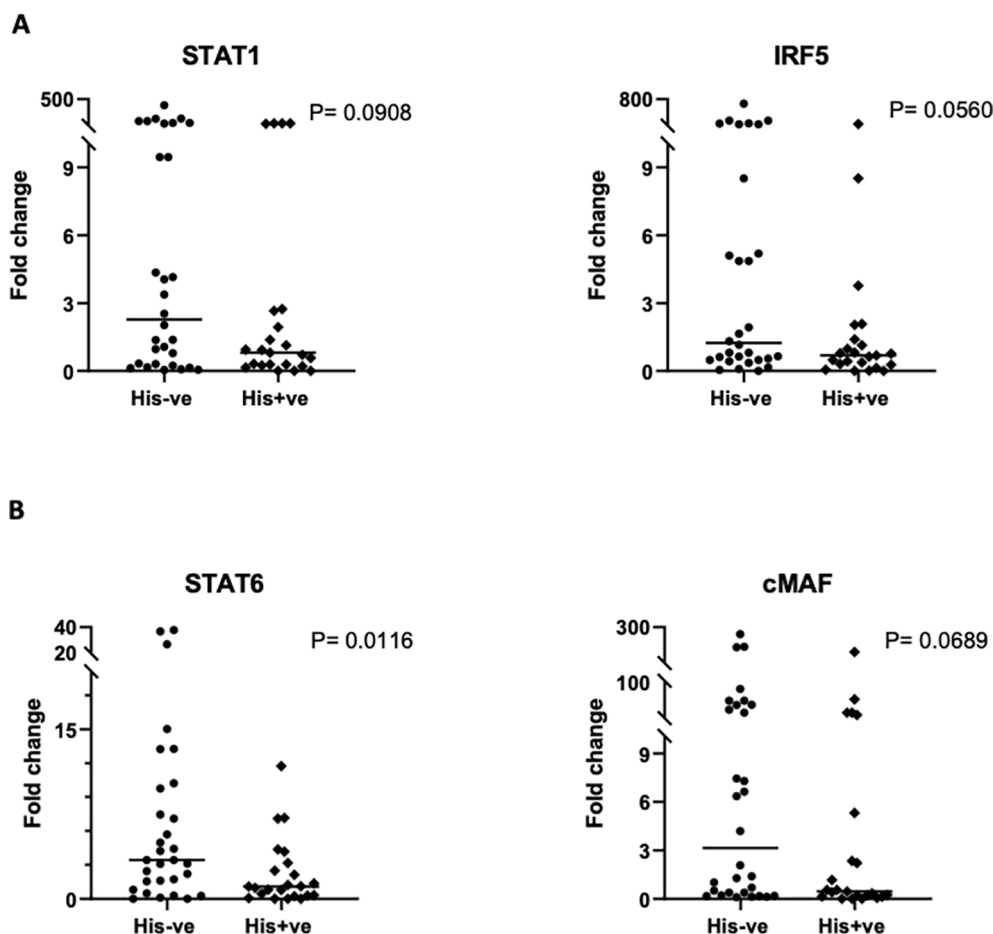 A
STAT1
IRF5
500
P= 0.0908
9
6
3
0
Fold change
His-ve
His+ve
800
P= 0.0560
9
6
3
0
Fold change
His-ve
His+ve
B
STAT6
cMAF
40
20
P= 0.0116
15
0
Fold change
His-ve
His+ve
300
P= 0.0689
100
9
6
3
0
Fold change
His-ve
His+ve